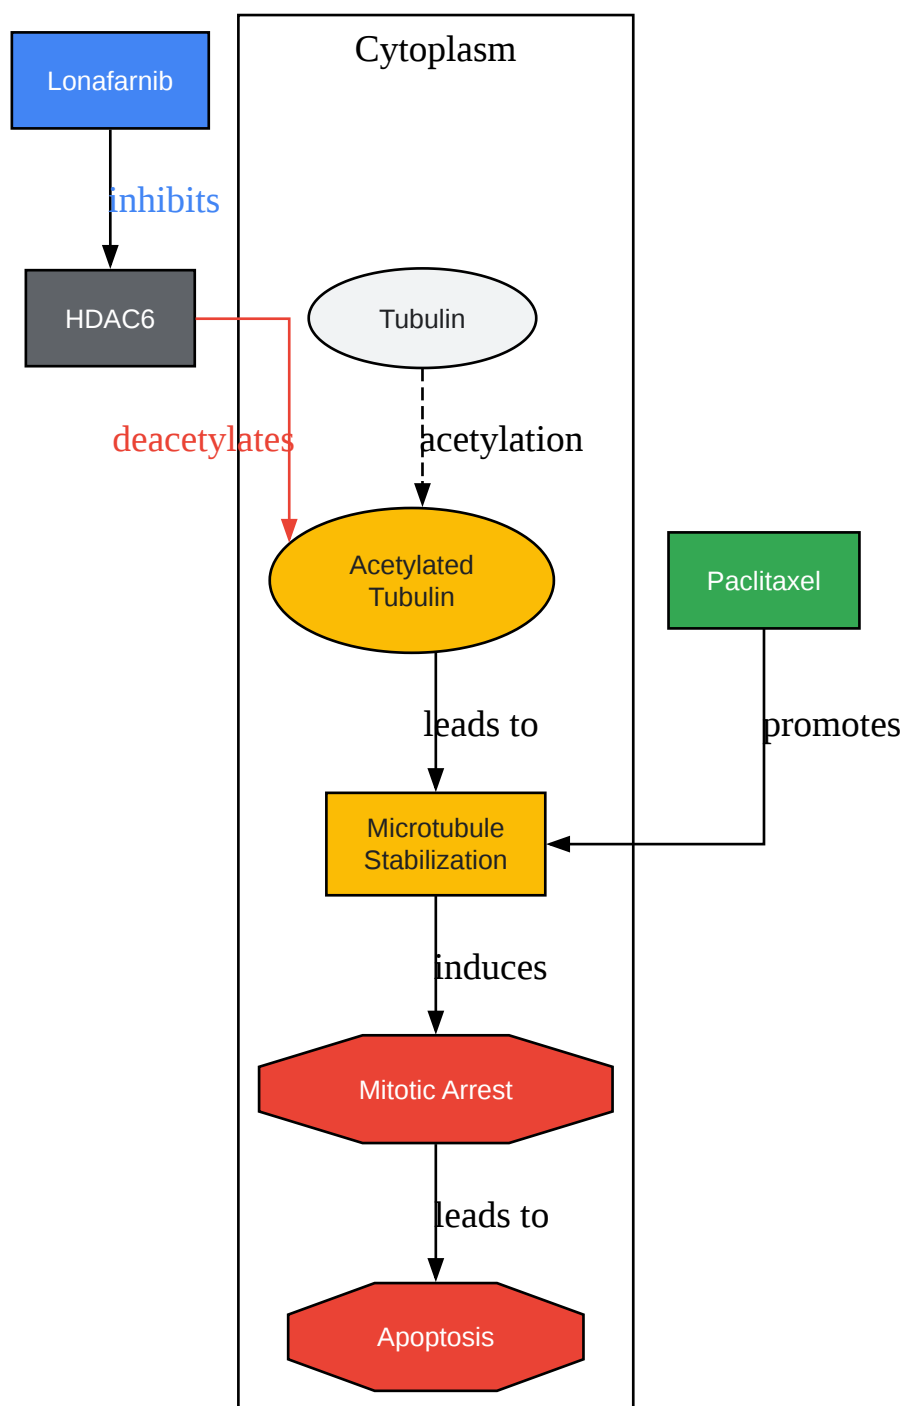 Cytoplasm
Lonafarnib
inhibits
HDAC6
Tubulin
deacetylates
acetylation
Acetylated
Tubulin
Paclitaxel
leads to
promotes
Microtubule
Stabilization
induces
Mitotic Arrest
leads to
Apoptosis